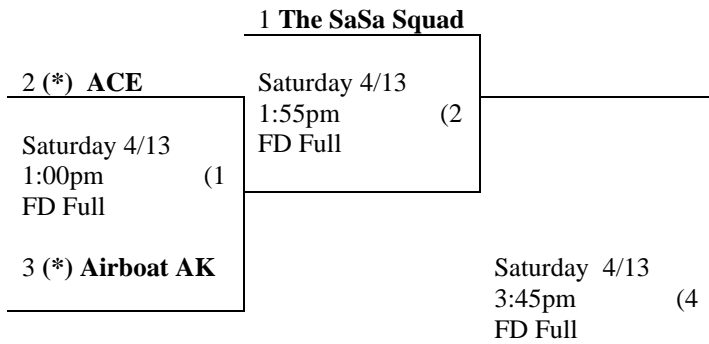 1 The SaSa Squad
2 (*) ACE
Saturday 4/13
1:55pm (2
FD Full
Saturday 4/13
1:00pm (1
FD Full
3 (*) Airboat AK
Saturday 4/13
3:45pm (4
FD Full